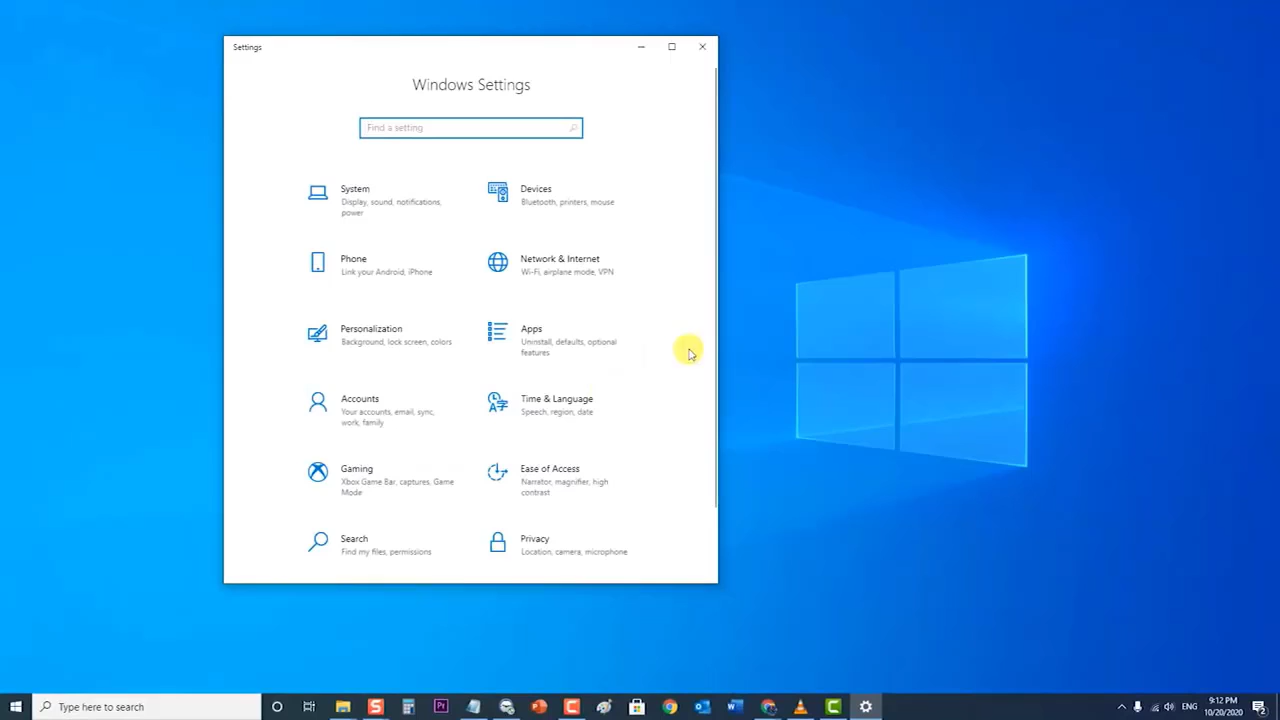 Settings
Windows Settings
Find a setting
System
Display, sound, notifications,
power
Devices
Bluetooth, printers, mouse
Phone
Link your Android, iPhone
Network & Internet
Wi-Fi, airplane mode, VPN
Personalization
Background, lock screen, colors
Apps
Uninstall, defaults, optional
features
Accounts
Your accounts, email, sync,
work, family
Time & Language
Speech, region, date
Gaming
Xbox Game Bar, captures, Game
Mode
Ease of Access
Narrator, magnifier, high
contrast
Search
Find my files, permissions
Privacy
Location, camera, microphone
Type here to search
ENG
9:12 PM
10/20/2020